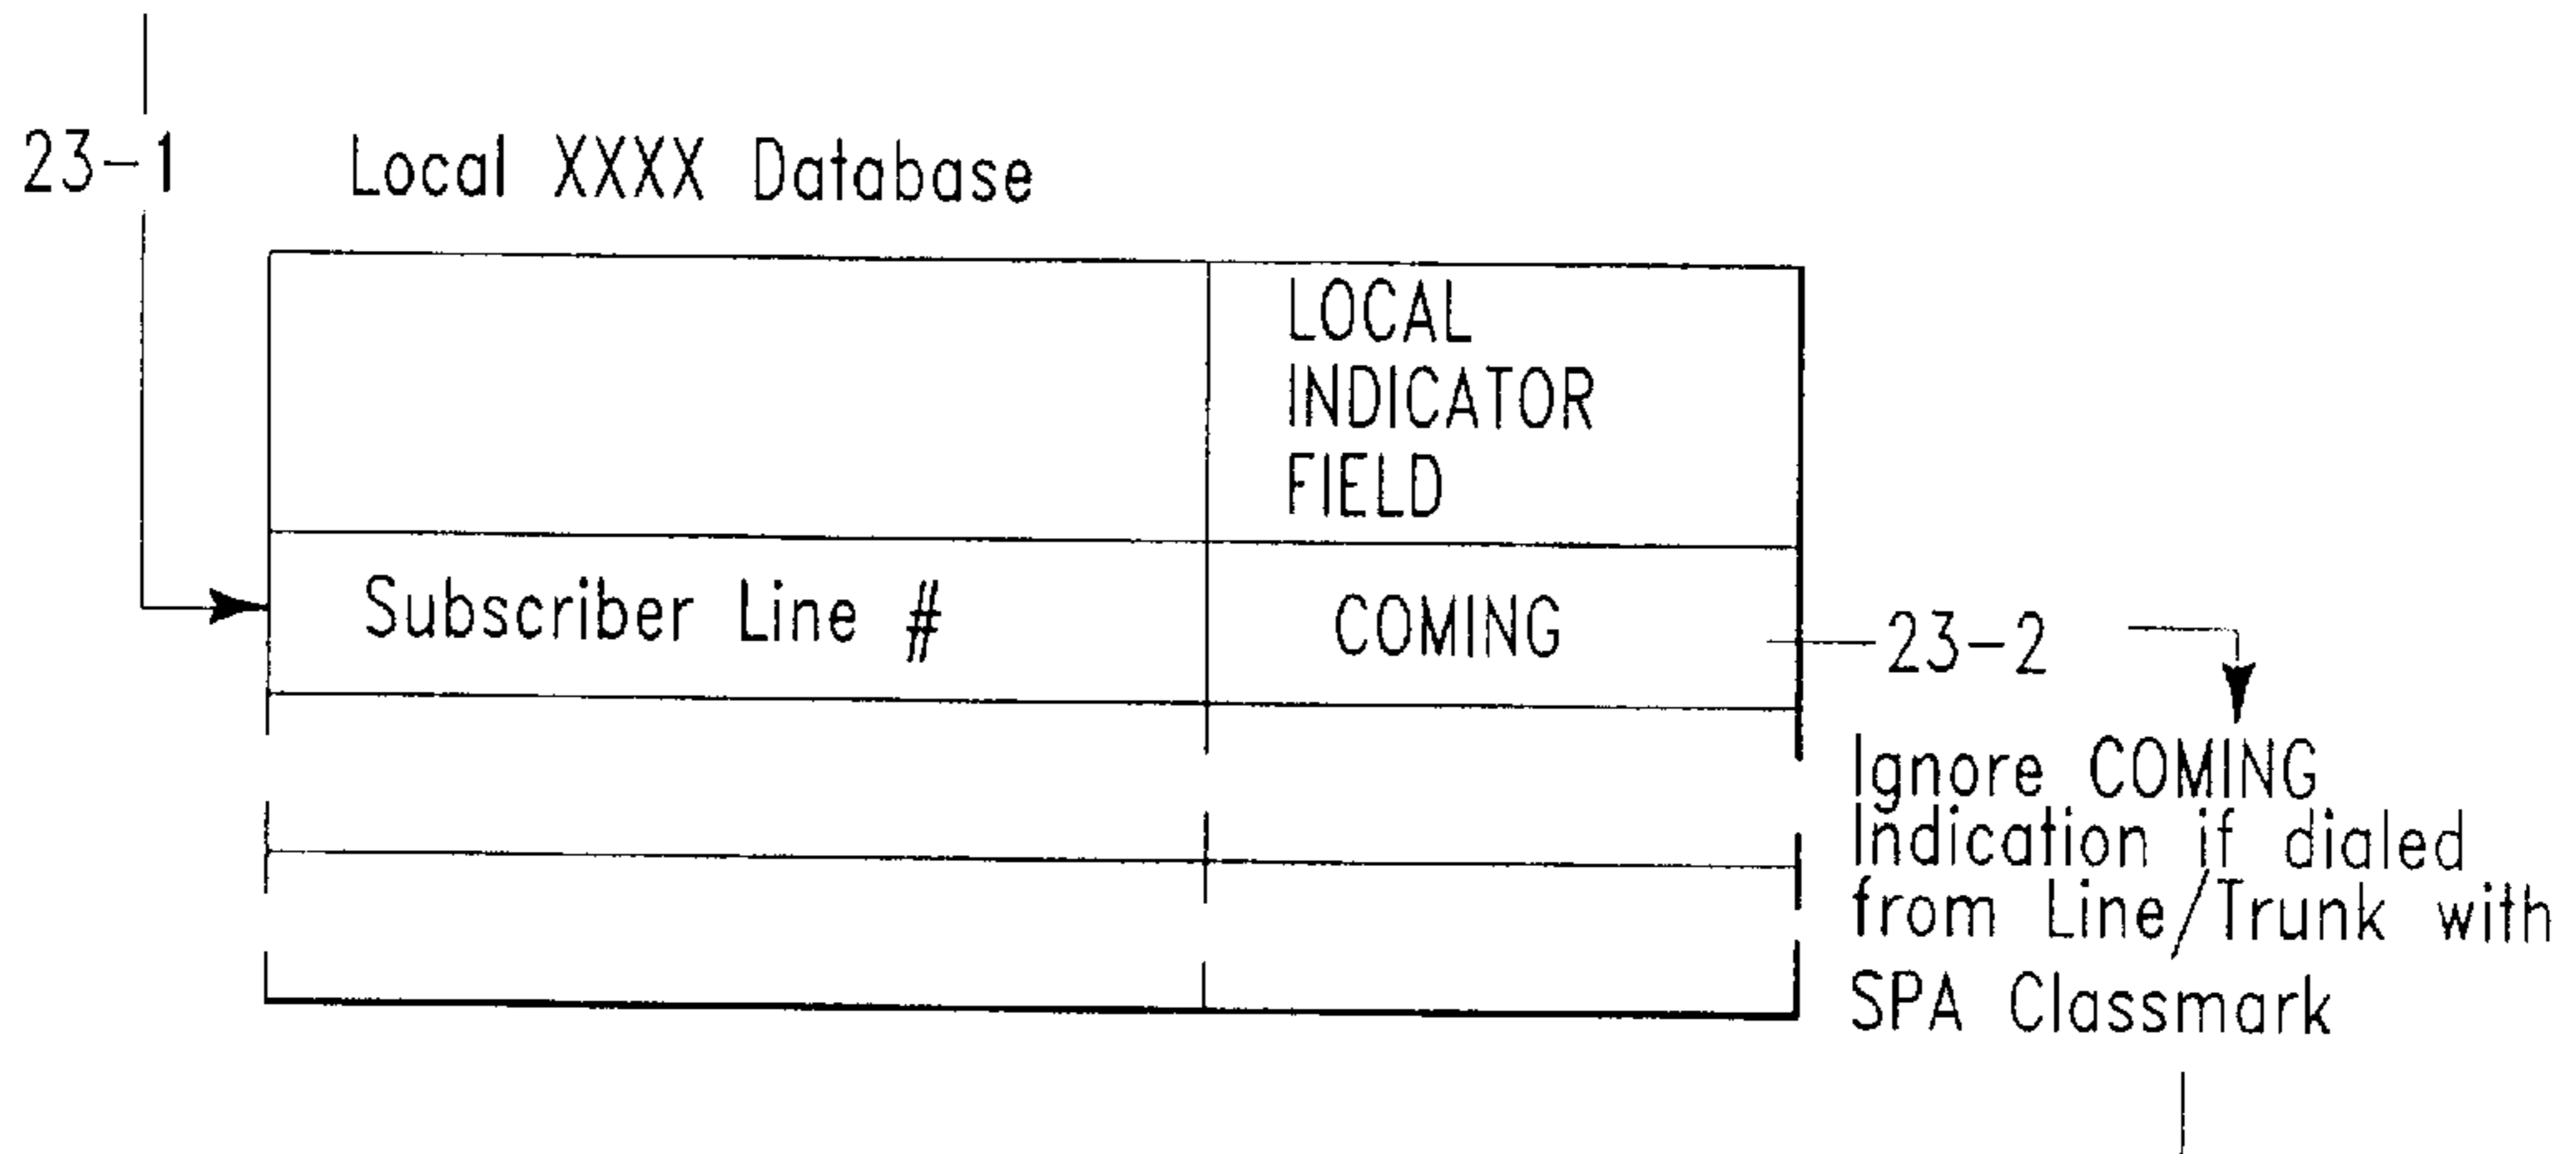 23-1
Local XXXX Database
LOCAL
INDICATOR
FIELD
Subscriber Line #
COMING
23-2
Ignore COMING
Indication if dialed
from Line/Trunk with
SPA Classmark